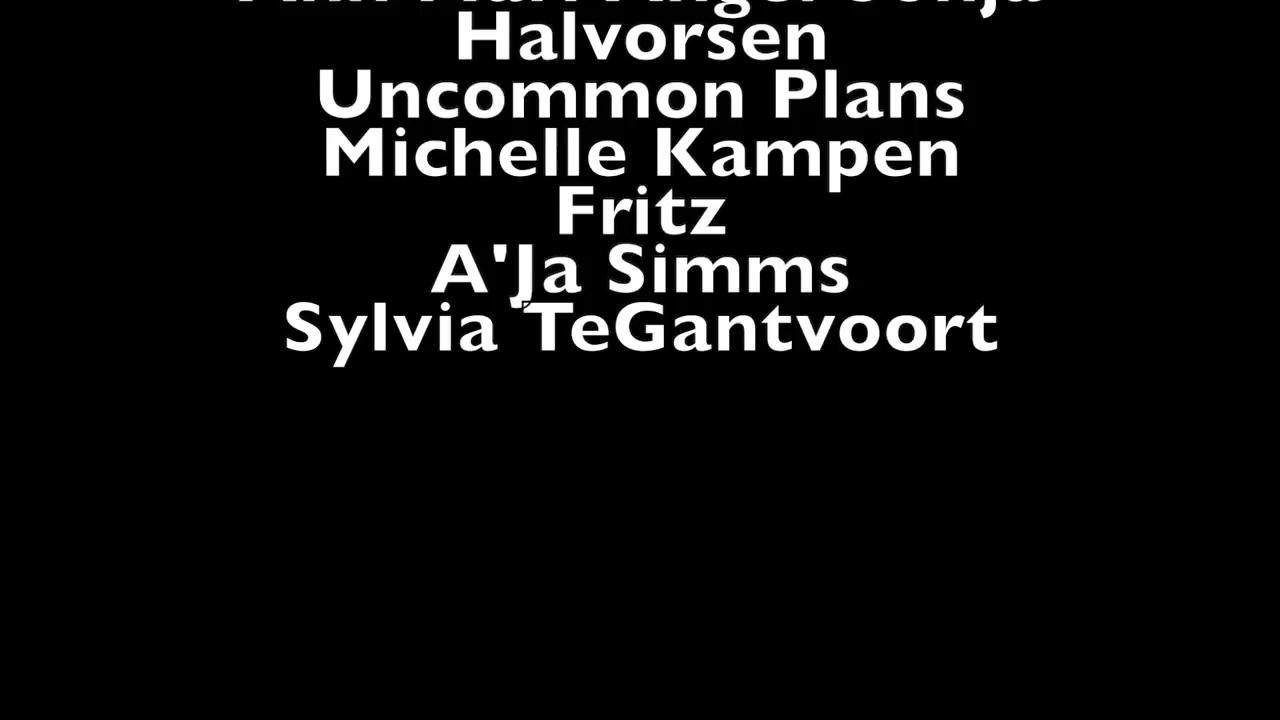 Halvorsen
Uncommon Plans
Michelle Kampen
Fritz
A'Ja Simms
Sylvia TeGantvoort